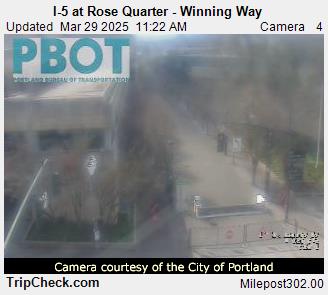 I-5 at Rose Quarter - Winning Way
Updated Mar 29 2025 11:22 AM Camera 4
PBOT
PORTLAND BUREAU OF TRANSPORTATION
Camera courtesy of the City of Portland
TripCheck.com Milepost302.00